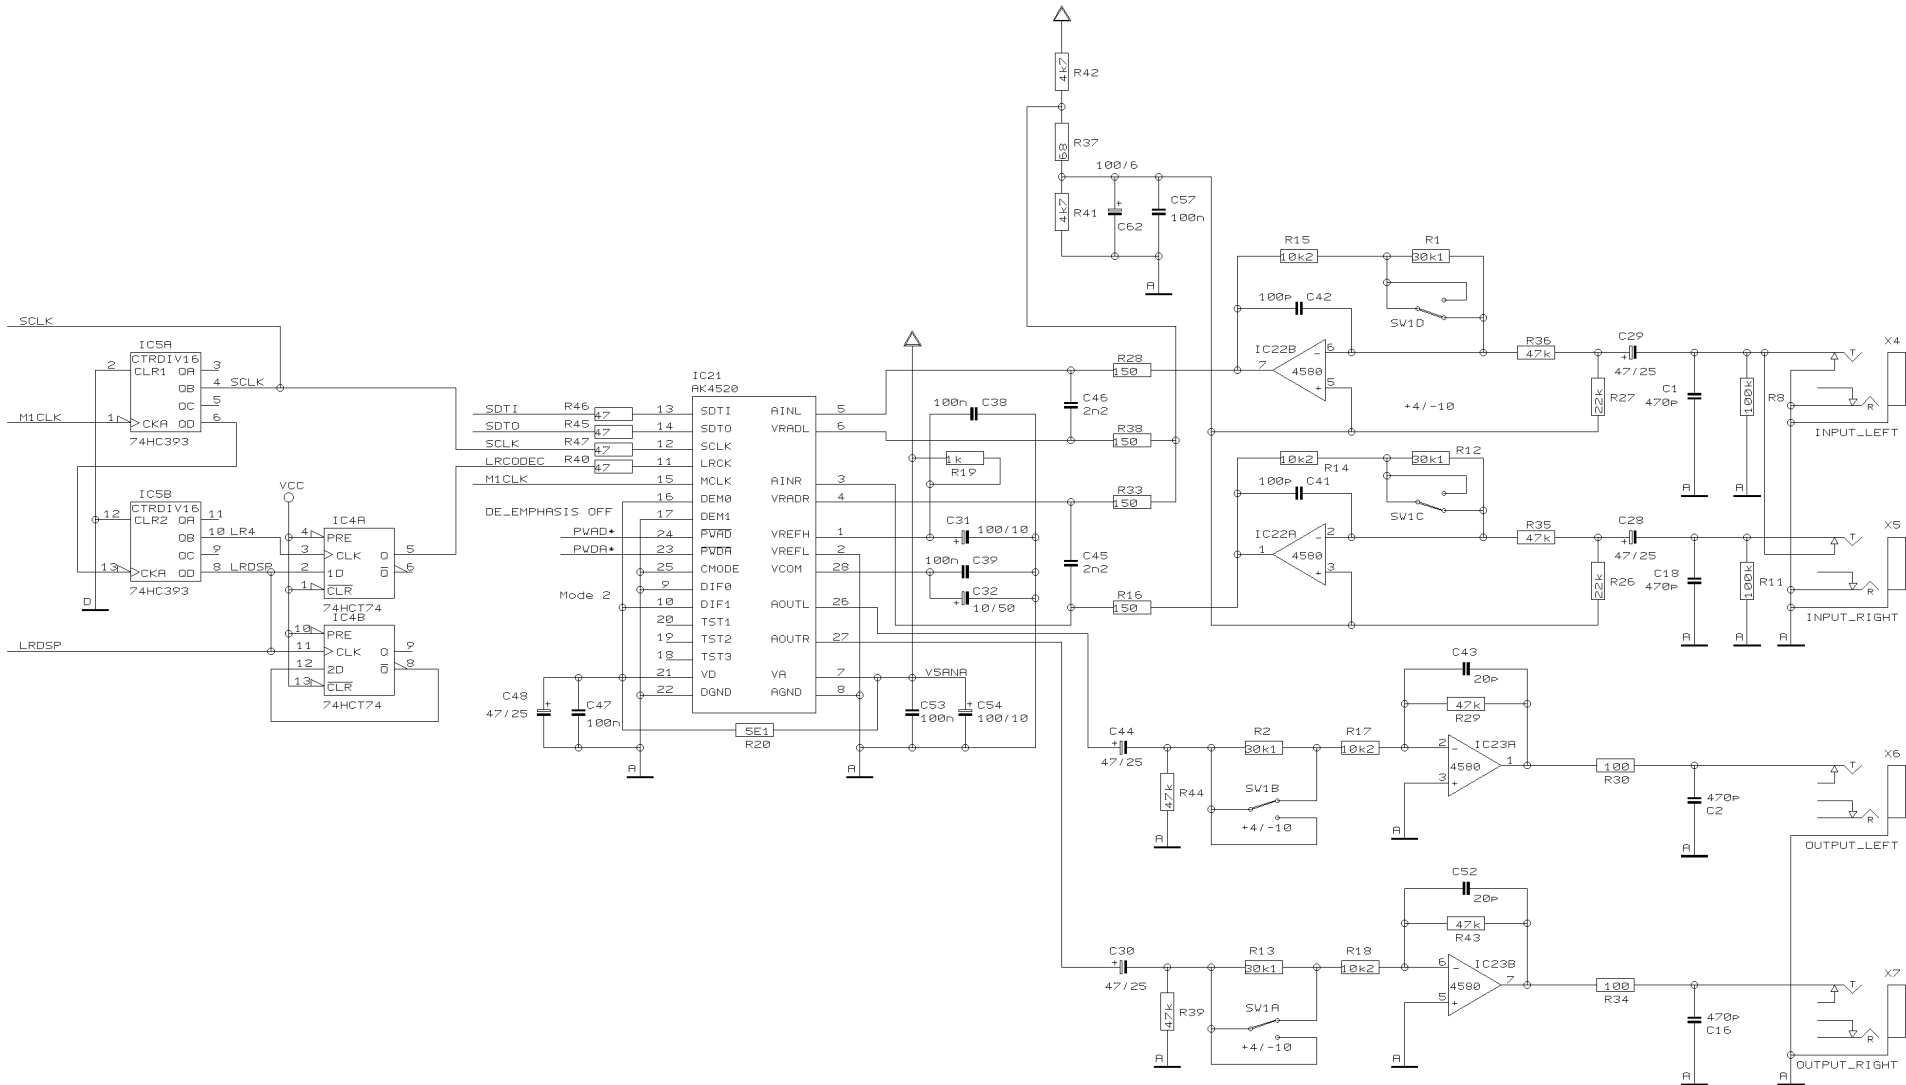 R42
4k7
R37
68
100/6
R41
4k7
C62
C57
100n
A
R15
10k2
R1
30k1
100p C42
SW1D
IC22B
4580
6
7
5
R36
47k
C29
47/25
R27
22k
C1
470p
100k
R8
X4
T
R
INPUT_LEFT
+4/-10
A
A
SCLK
IC5A
CTRDIV16
2
CLR1
QA
3
QB
4
SCLK
QC
5
M1CLK
1
CKA
QD
6
74HC393
IC5B
CTRDIV16
12
CLR2
QA
11
QB
10
LR4
QC
9
13
CKA
QD
8
LRDSP
74HC393
D
VCC
IC4A
4
PRE
3
CLK
Q
5
2
1D
Q
6
1
CLR
74HCT74
IC4B
10
PRE
LRDSP
11
CLK
Q
9
12
2D
Q
8
13
CLR
74HCT74
IC21
AK4520
SDTI
R46
47
13
SDTI
AINL
5
SDTO
R45
47
14
SDTO
VRADL
6
SCLK
R47
47
12
SCLK
LRCODEC
R40
47
11
LRCK
M1CLK
15
MCLK
AINR
3
16
DEM0
VRADR
4
DE_EMPHASIS OFF
17
DEM1
PWAD*
24
PWAD
VREFH
1
PWDA*
23
PWDA
VREFL
2
25
CMODE
VCOM
28
9
DIF0
Mode 2
10
DIF1
AOUTL
26
20
TST1
19
TST2
AOUTR
27
18
TST3
21
VD
VA
7
V5ANA
22
DGND
AGND
8
C48
47/25
C47
100n
5E1
R20
C53
100n
C54
100/10
A
A
100n
C38
1k
R19
C31
100/10
100n
C39
C32
10/50
R28
150
C46
2n2
R38
150
R33
150
C45
2n2
R16
150
10k2
R14
30k1
R12
100p
C41
SW1C
IC22A
4580
2
1
3
R35
47k
C28
47/25
R26
22k
C18
470p
100k
R11
X5
T
R
INPUT_RIGHT
A
A
A
C43
20p
47k
R29
C44
47/25
R2
30k1
R17
10k2
2
IC23A
4580
3
1
R44
47k
SW1B
+4/-10
A
A
100
R30
470p
C2
A
X6
T
R
OUTPUT_LEFT
C52
20p
47k
R43
C30
47/25
R13
30k1
R18
10k2
6
IC23B
4580
5
7
R39
47k
SW1A
+4/-10
A
A
100
R34
470p
C16
A
X7
T
R
OUTPUT_RIGHT
A